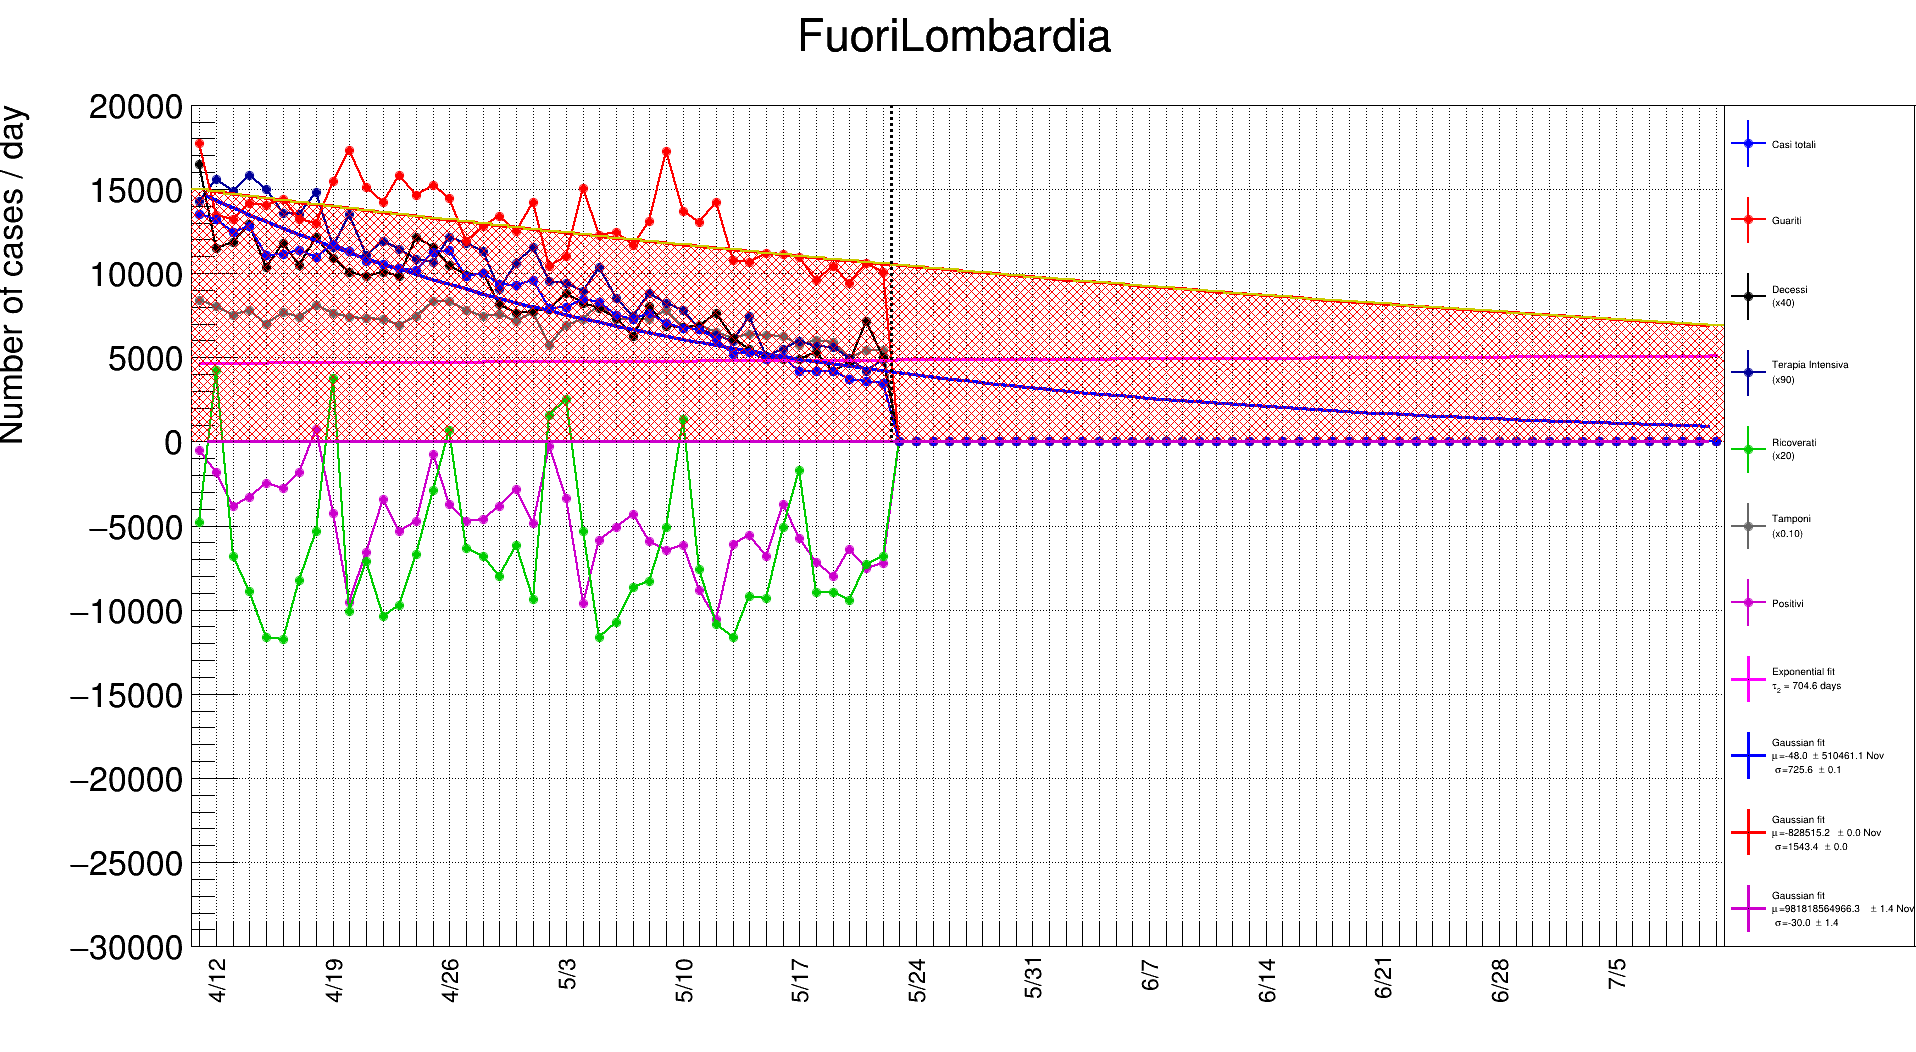 FuoriLombardia
Number of cases / day
20000
15000
10000
5000
0
−5000
−10000
−15000
−20000
−25000
−30000
4/12
4/19
4/26
5/3
5/10
5/17
5/24
5/31
6/7
6/14
6/21
6/28
7/5
Casi totali
Guariti
Decessi
(x40)
Terapia Intensiva
(x90)
Ricoverati
(x20)
Tamponi
(x0.10)
Positivi
Exponential fit
τ2 = 704.6 days
Gaussian fit
μ=-48.0 ± 510461.1 Nov
σ=725.6 ± 0.1
Gaussian fit
μ=-828515.2 ± 0.0 Nov
σ=1543.4 ± 0.0
Gaussian fit
μ=981818564966.3 ± 1.4 Nov
σ=-30.0 ± 1.4